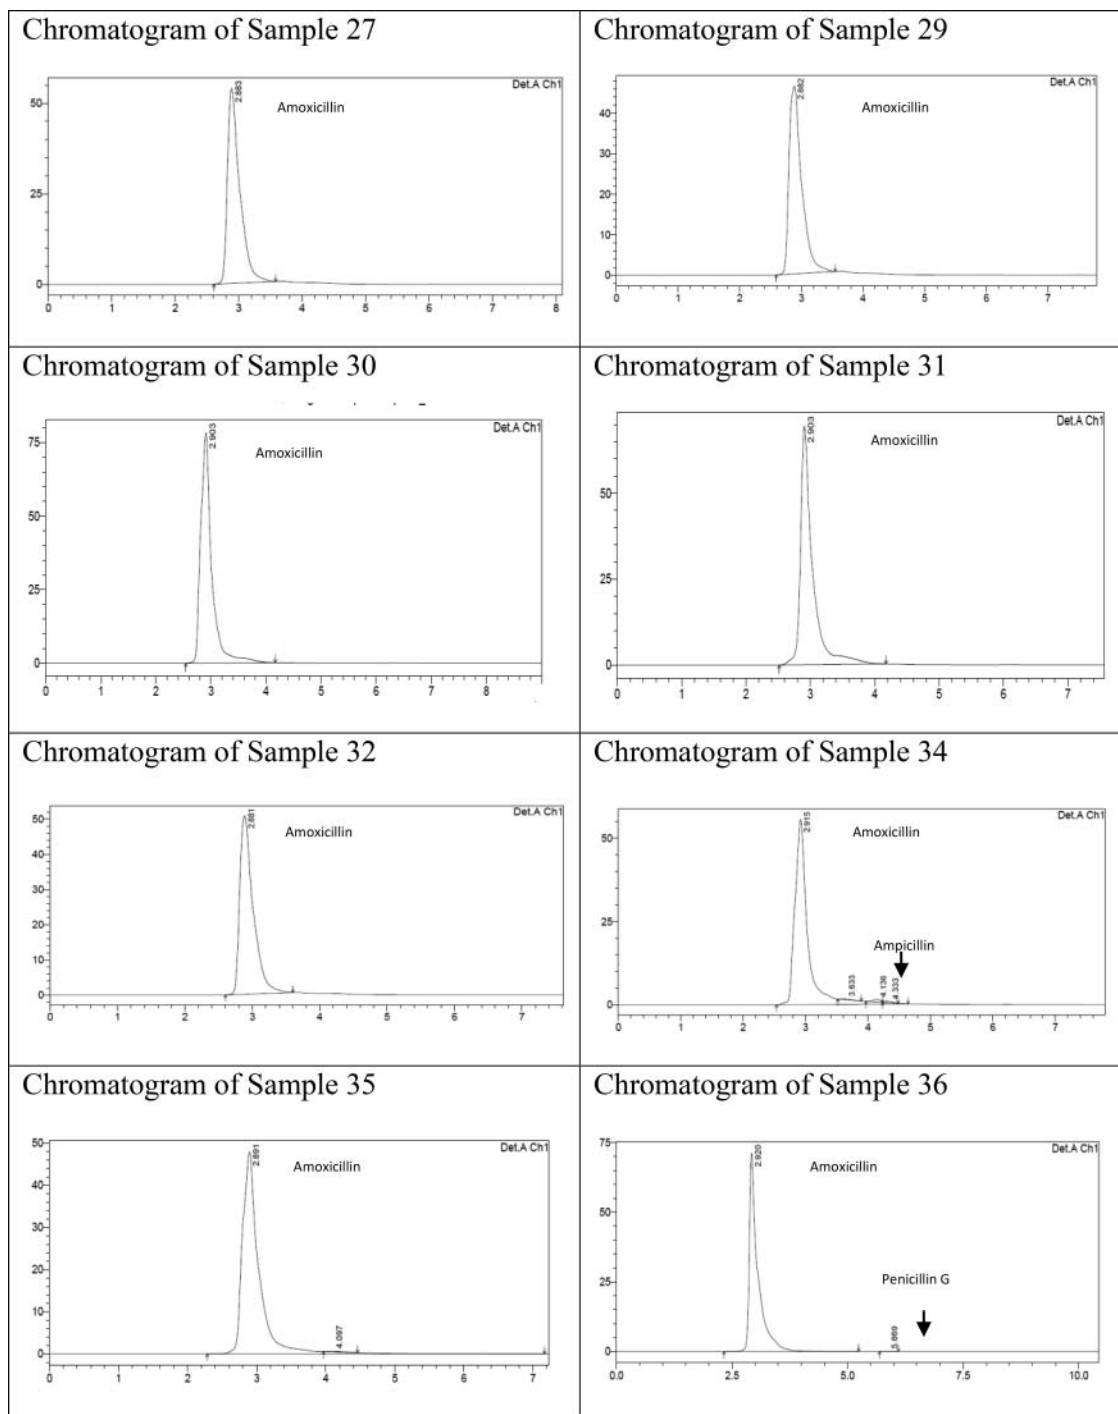 Chromatogram of Sample 27
Det.A Ch1
2.883
Amoxicillin
50
25
0
0 1 2 3 4 5 6 7 8
Chromatogram of Sample 29
Det.A Ch1
2.882
Amoxicillin
40
30
20
10
0
0 1 2 3 4 5 6 7
Chromatogram of Sample 30
Det.A Ch1
2.903
Amoxicillin
75
50
25
0
0 1 2 3 4 5 6 7 8
Chromatogram of Sample 31
Det.A Ch1
2.903
Amoxicillin
50
25
0
0 1 2 3 4 5 6 7
Chromatogram of Sample 32
Det.A Ch1
2.881
Amoxicillin
50
40
30
20
10
0
0 1 2 3 4 5 6 7
Chromatogram of Sample 34
Det.A Ch1
2.915
Amoxicillin
50
25
Ampicillin
3.633
4.136
4.333
0
0 1 2 3 4 5 6 7
Chromatogram of Sample 35
Det.A Ch1
2.891
Amoxicillin
50
40
30
20
10
4.097
0
0 1 2 3 4 5 6 7
Chromatogram of Sample 36
Det.A Ch1
75
2.920
Amoxicillin
50
25
Penicillin G
5.869
0
0.0 2.5 5.0 7.5 10.0